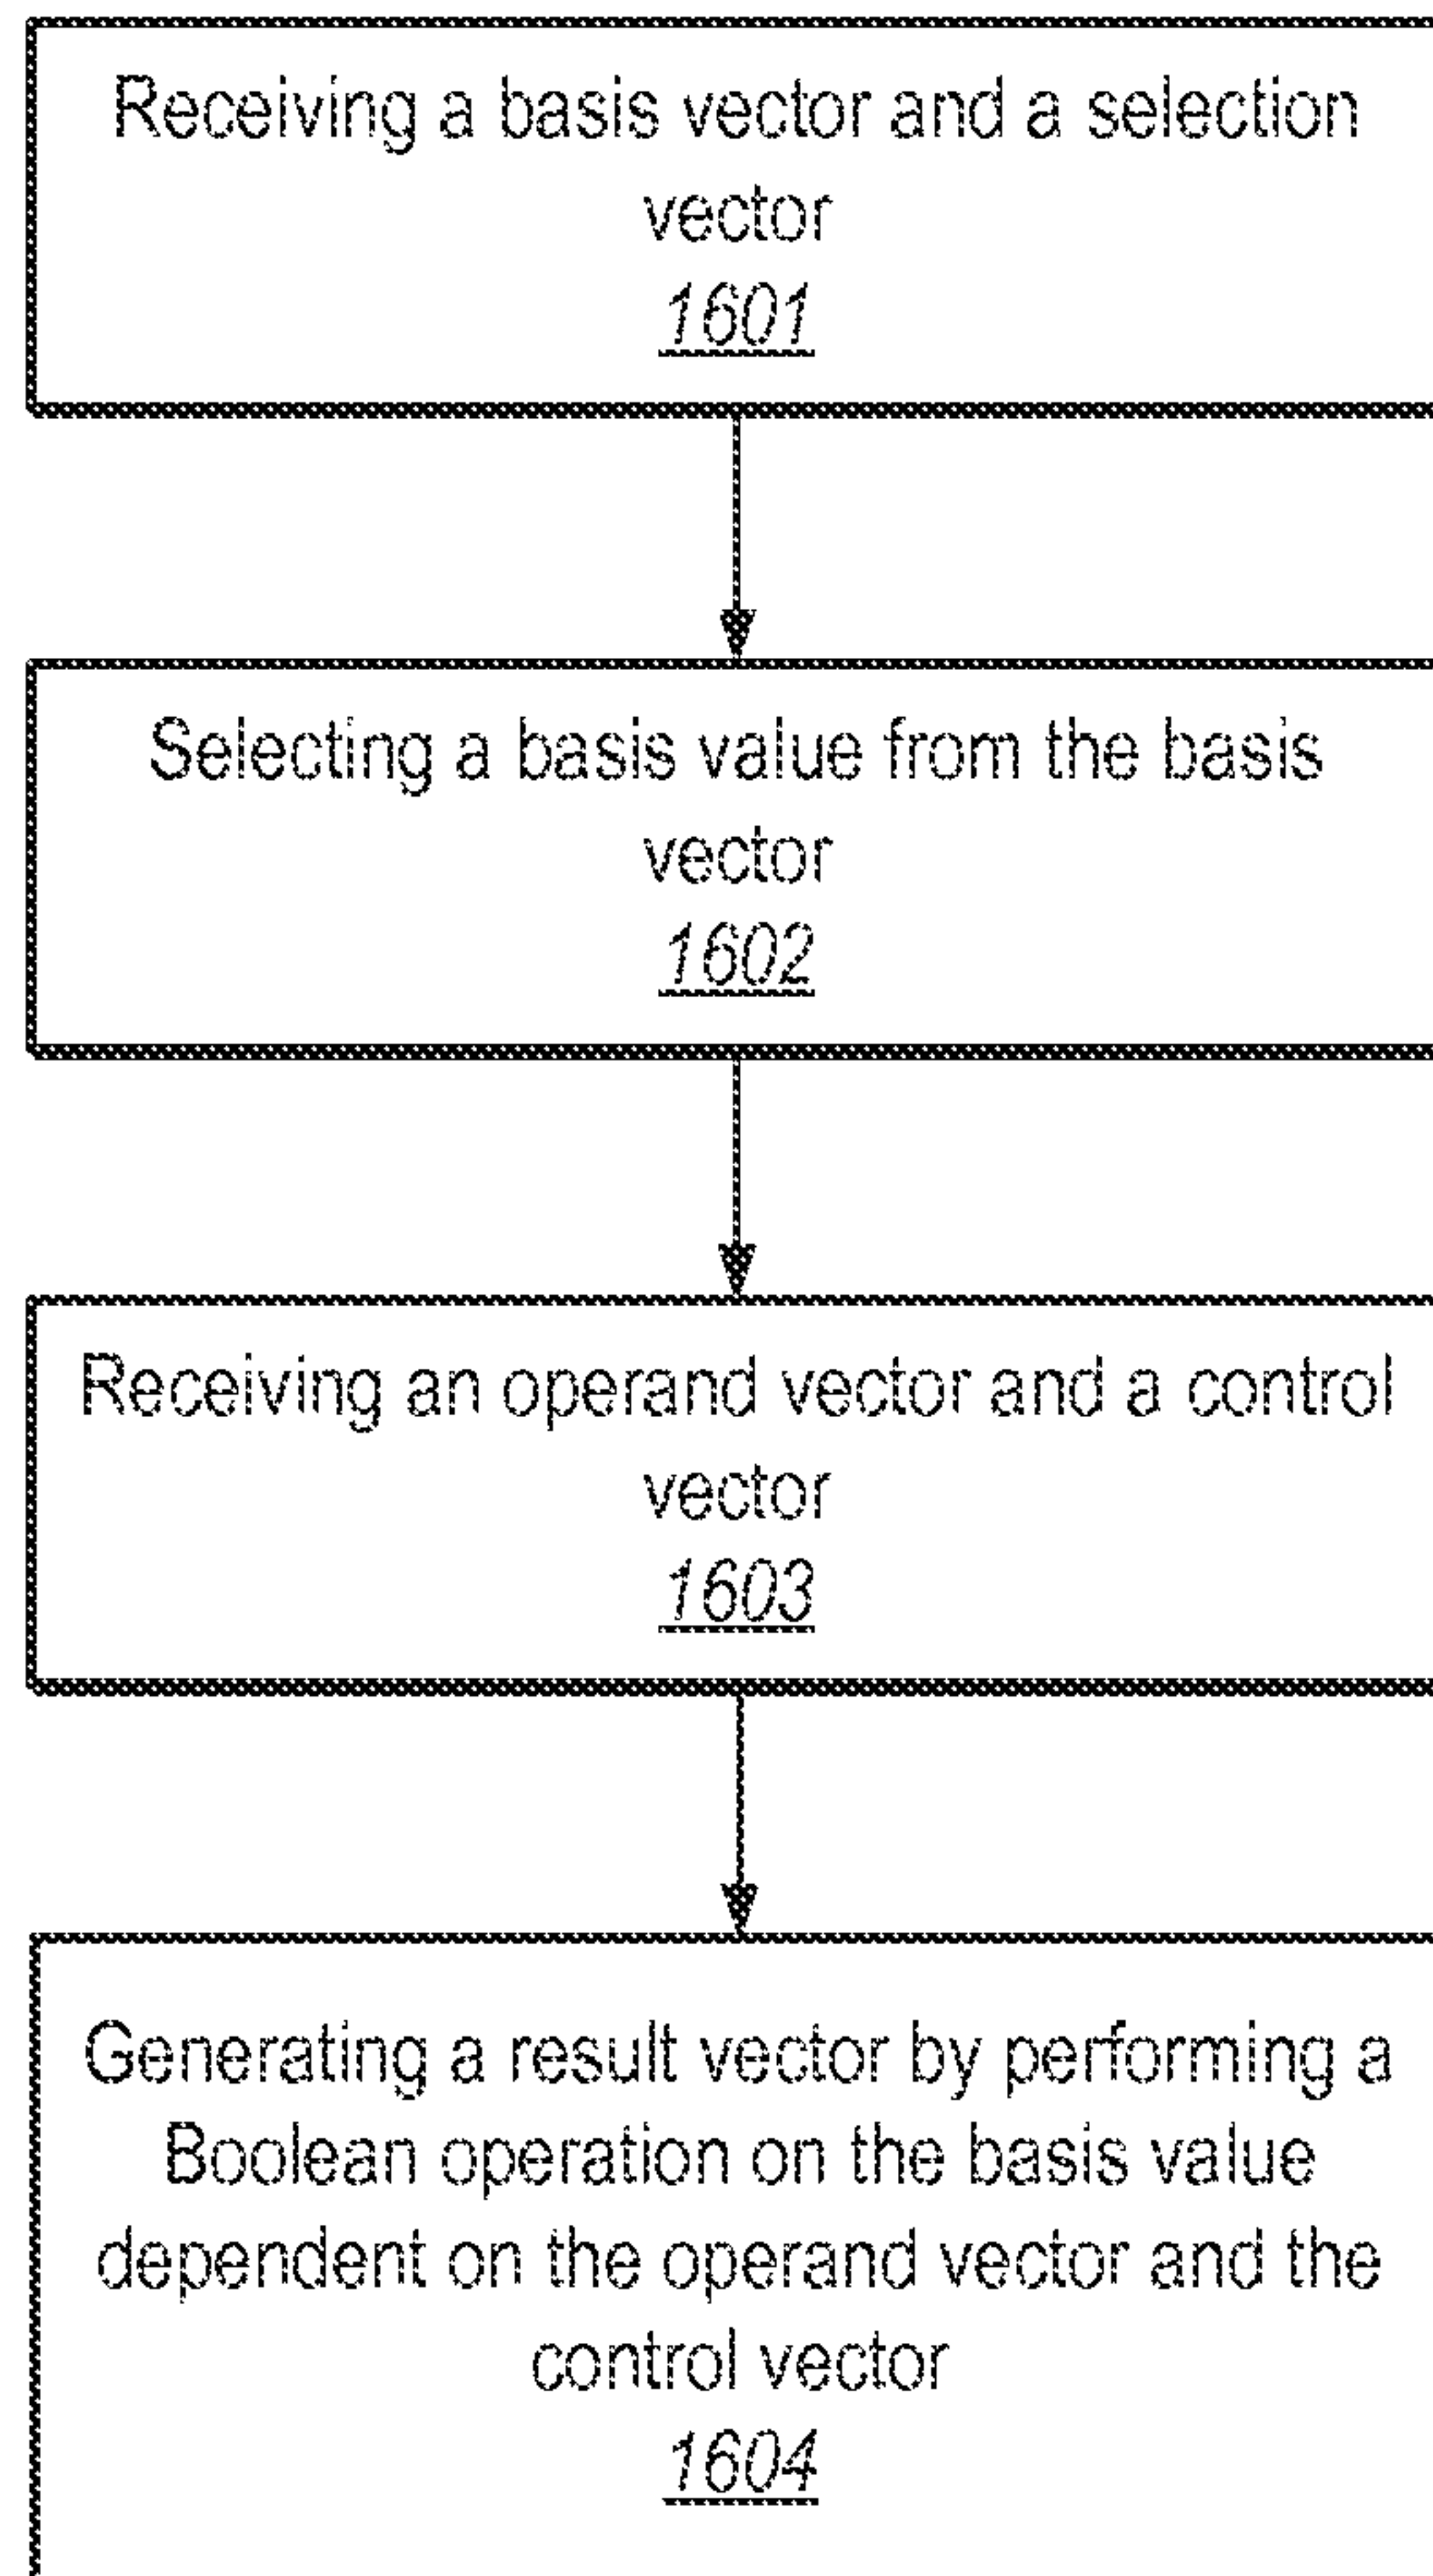 Receiving a basis vector and a selection
vector
1601
Selecting a basis value from the basis
vector
1602
Receiving an operand vector and a control
vector
1603
Generating a result vector by performing a
Boolean operation on the basis value
dependent on the operand vector and the
control vector
1604